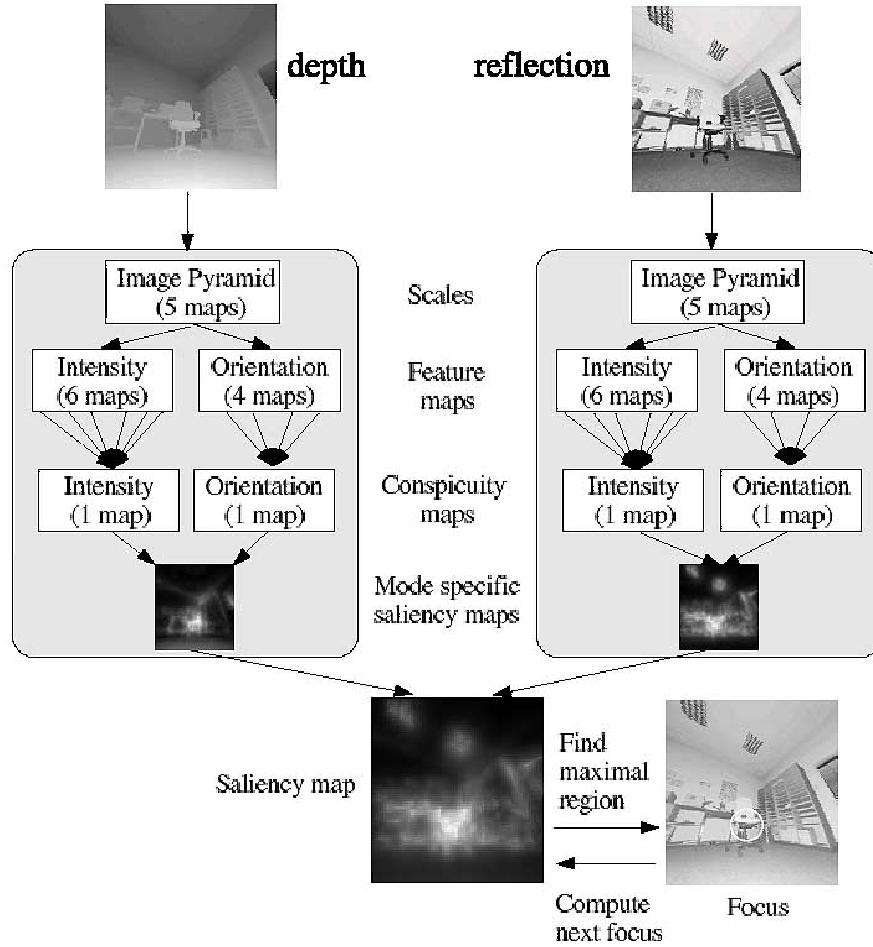 depth
reflection
Image Pyramid
(5 maps)
Scales
Image Pyramid
(5 maps)
Intensity
(6 maps)
Orientation
(4 maps)
Feature
maps
Intensity
(6 maps)
Orientation
(4 maps)
Intensity
(1 map)
Orientation
(1 map)
Conspicuity
maps
Intensity
(1 map)
Orientation
(1 map)
Mode specific
saliency maps
Saliency map
Find
maximal
region
Compute
next focus
Focus